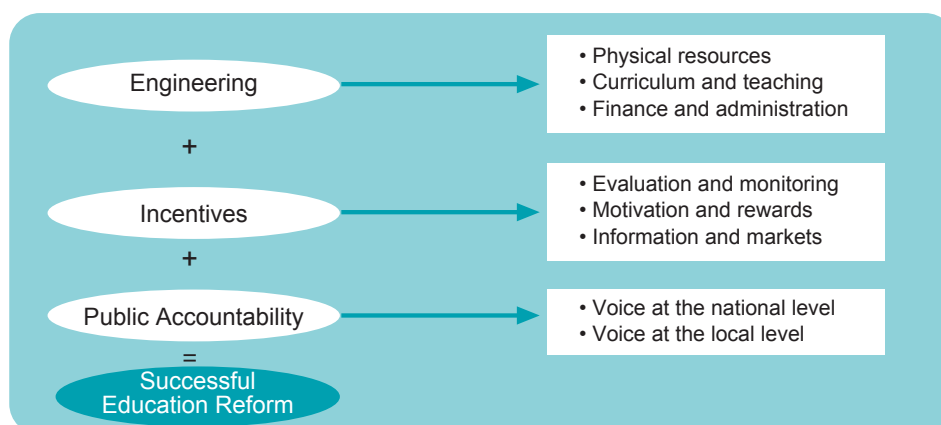 Engineering
• Physical resources
• Curriculum and teaching
• Finance and administration
+
Incentives
• Evaluation and monitoring
• Motivation and rewards
• Information and markets
+
Public Accountability
• Voice at the national level
• Voice at the local level
=
Successful
Education Reform